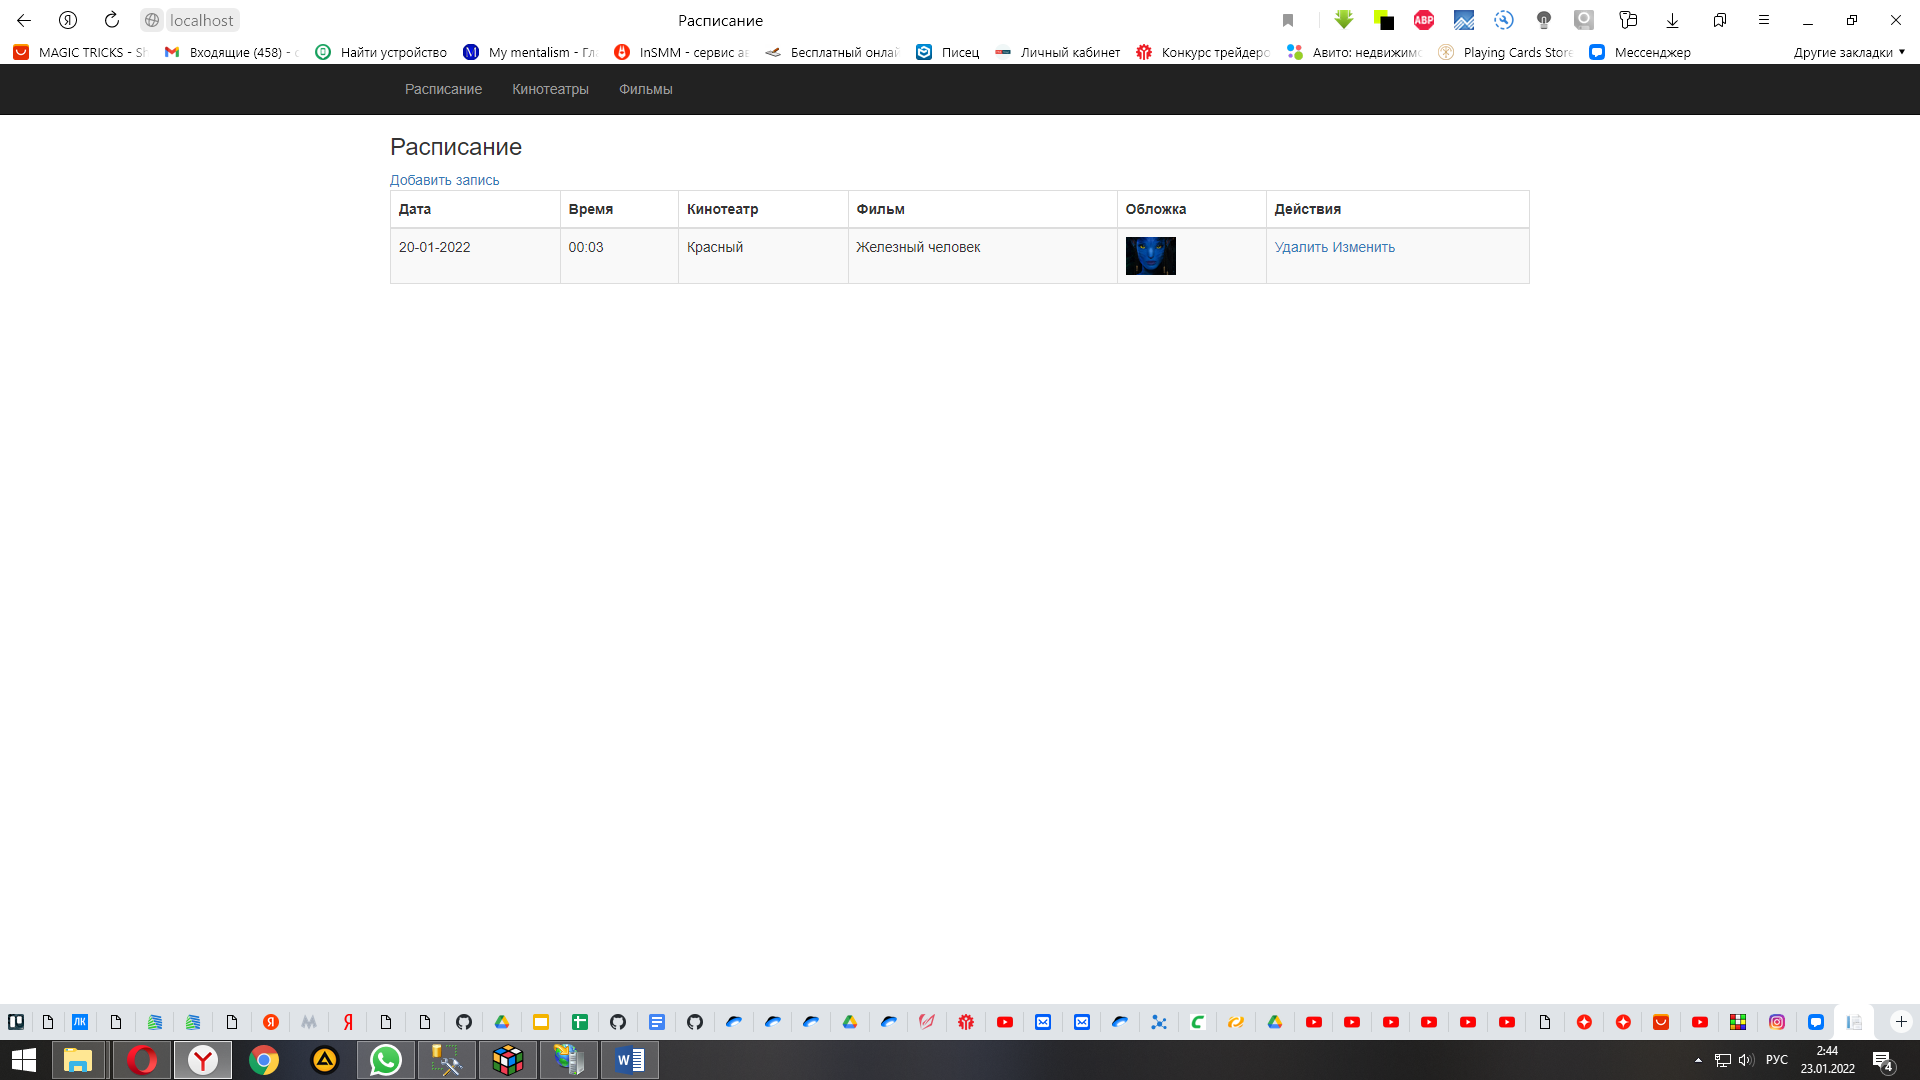 localhost
Расписание
ABP
MAGIC TRICKS - Sh
Входящие (458) - с
Найти устройство
My mentalism - Гл
InSMM - сервис ав
Бесплатный онлай
Писец
Личный кабинет
Конкурс трейдеро
Авито: недвижимо
Playing Cards Store
Мессенджер
Другие закладки
Расписание Кинотеатры Фильмы
Расписание
Добавить запись
Дата Время Кинотеатр Фильм Обложка Действия
20-01-2022 00:03 Красный Железный человек Удалить Изменить
ЛК
РУС
2:44
23.01.2022
4